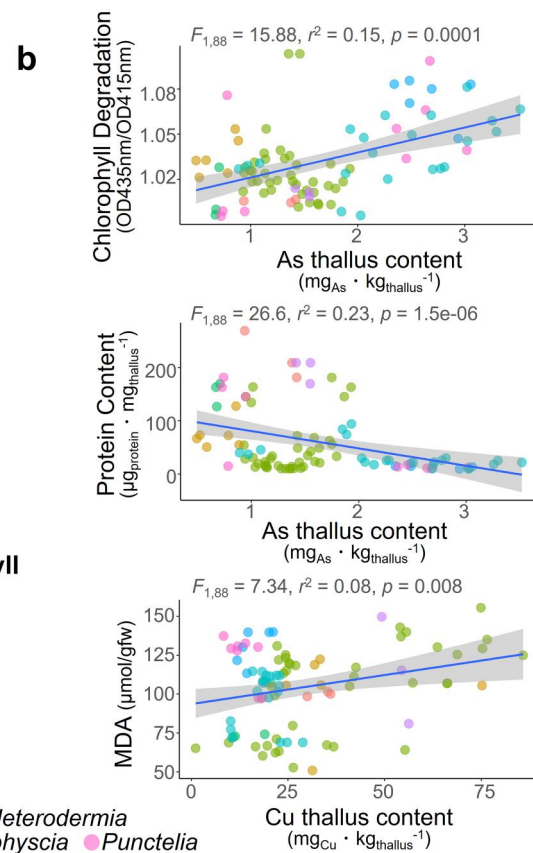 b
F1,88 = 15.88, r² = 0.15, p = 0.0001
Chlorophyll Degradation
(OD435nm/OD415nm)
1.08
1.05
1.02
1 2 3
As thallus content
(mgAs · kgthallus⁻¹)
F1,88 = 26.6, r² = 0.23, p = 1.5e-06
Protein Content
(µgprotein · mgthallus⁻¹)
200
100
0
1 2 3
As thallus content
(mgAs · kgthallus⁻¹)
F1,88 = 7.34, r² = 0.08, p = 0.008
MDA (µmol/gfw)
150
125
100
75
50
0 25 50 75
Cu thallus content
(mgCu · kgthallus⁻¹)
Punctelia